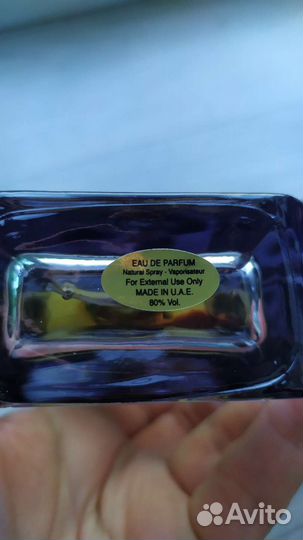 EAU DE PARFUM
Natural Spray - Vaporisateur
For External Use Only
MADE IN U.A.E.
80% Vol.
Avito